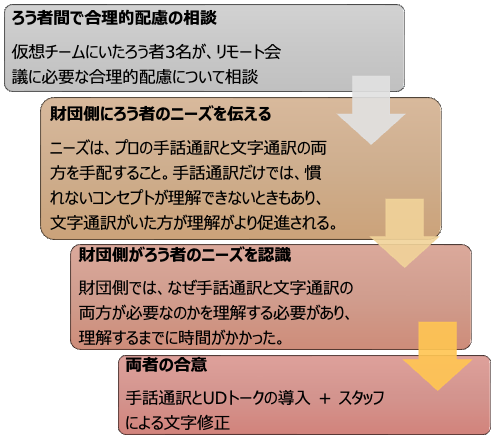 ろう者間で合理的配慮の相談
仮想チームにいたろう者3名が、リモート会
議に必要な合理的配慮について相談
財団側にろう者のニーズを伝える
ニーズは、プロの手話通訳と文字通訳の両
方を手配すること。手話通訳だけでは、慣
れないコンセプトが理解できないときもあり、
文字通訳がいた方が理解がより促進される。
財団側がろう者のニーズを認識
財団側では、なぜ手話通訳と文字通訳の
両方が必要なのかを理解する必要があり、
理解するまでに時間がかかった。
両者の合意
手話通訳とUDトークの導入 + スタッフ
による文字修正